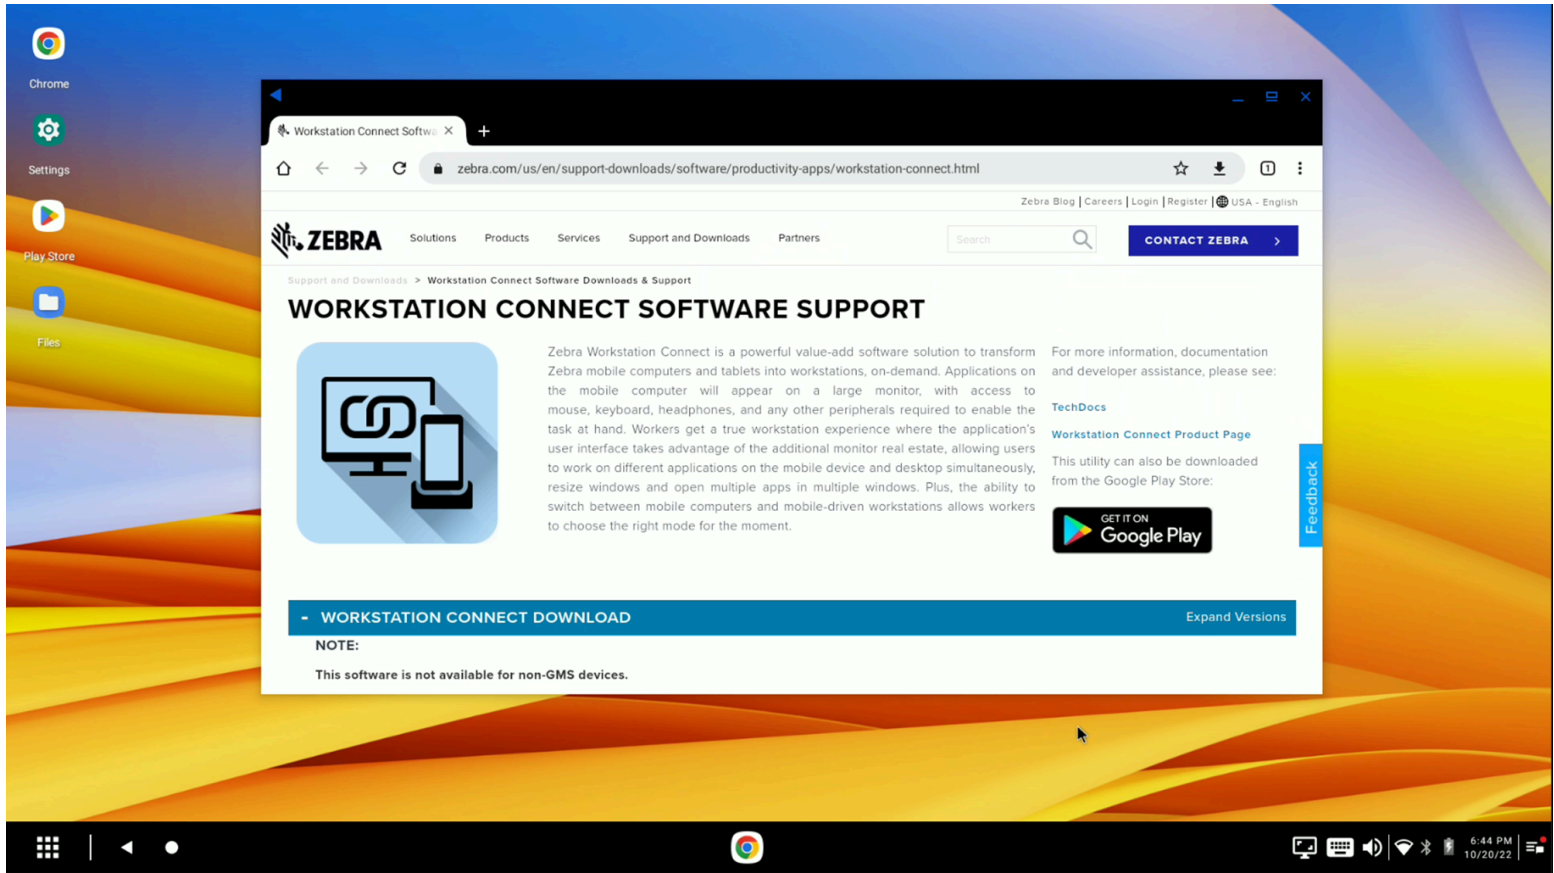 Chrome
Settings
Play Store
Files
Workstation Connect Softwa
zebra.com/us/en/support-downloads/software/productivity-apps/workstation-connect.html
1
Zebra Blog | Careers | Login | Register | USA - English
ZEBRA
Solutions Products Services Support and Downloads Partners
Search
CONTACT ZEBRA >
Support and Downloads > Workstation Connect Software Downloads & Support
WORKSTATION CONNECT SOFTWARE SUPPORT
Zebra Workstation Connect is a powerful value-add software solution to transform
Zebra mobile computers and tablets into workstations, on-demand. Applications on
the mobile computer will appear on a large monitor, with access to
mouse, keyboard, headphones, and any other peripherals required to enable the
task at hand. Workers get a true workstation experience where the application's
user interface takes advantage of the additional monitor real estate, allowing users
to work on different applications on the mobile device and desktop simultaneously,
resize windows and open multiple apps in multiple windows. Plus, the ability to
switch between mobile computers and mobile-driven workstations allows workers
to choose the right mode for the moment.
For more information, documentation
and developer assistance, please see:
TechDocs
Workstation Connect Product Page
This utility can also be downloaded
from the Google Play Store:
GET IT ON
Google Play
Feedback
- WORKSTATION CONNECT DOWNLOAD
Expand Versions
NOTE:
This software is not available for non-GMS devices.
6:44 PM
10/20/22